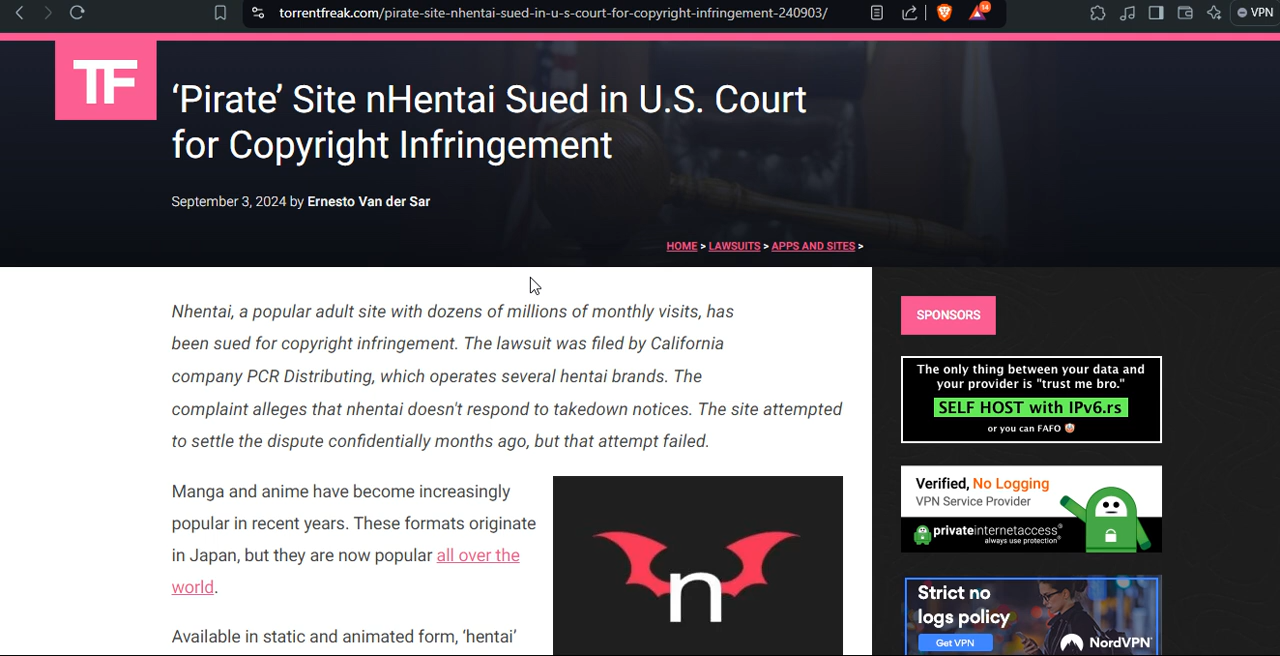 torrentfreak.com/pirate-site-nhentai-sued-in-u-s-court-for-copyright-infringement-240903/
14
VPN
TF
‘Pirate’ Site nHentai Sued in U.S. Court
for Copyright Infringement
September 3, 2024 by Ernesto Van der Sar
HOME > LAWSUITS > APPS AND SITES >
Nhentai, a popular adult site with dozens of millions of monthly visits, has
been sued for copyright infringement. The lawsuit was filed by California
company PCR Distributing, which operates several hentai brands. The
complaint alleges that nhentai doesn't respond to takedown notices. The site attempted
to settle the dispute confidentially months ago, but that attempt failed.
Manga and anime have become increasingly
popular in recent years. These formats originate
in Japan, but they are now popular all over the
world.
Available in static and animated form, ‘hentai’
n
SPONSORS
The only thing between your data and
your provider is "trust me bro."
SELF HOST with IPv6.rs
or you can FAFO 🤡
Verified, No Logging
VPN Service Provider
privateinternetaccess®
always use protection®
Strict no
logs policy
Get VPN
NordVPN®